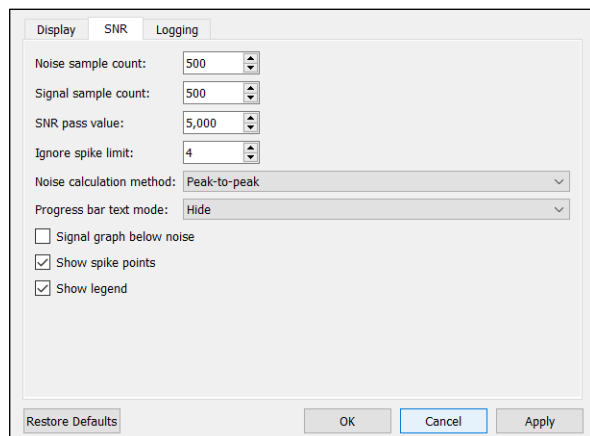 Display SNR Logging
Noise sample count: 500
Signal sample count: 500
SNR pass value: 5,000
Ignore spike limit: 4
Noise calculation method: Peak-to-peak
Progress bar text mode: Hide
Signal graph below noise
Show spike points
Show legend
Restore Defaults OK Cancel Apply